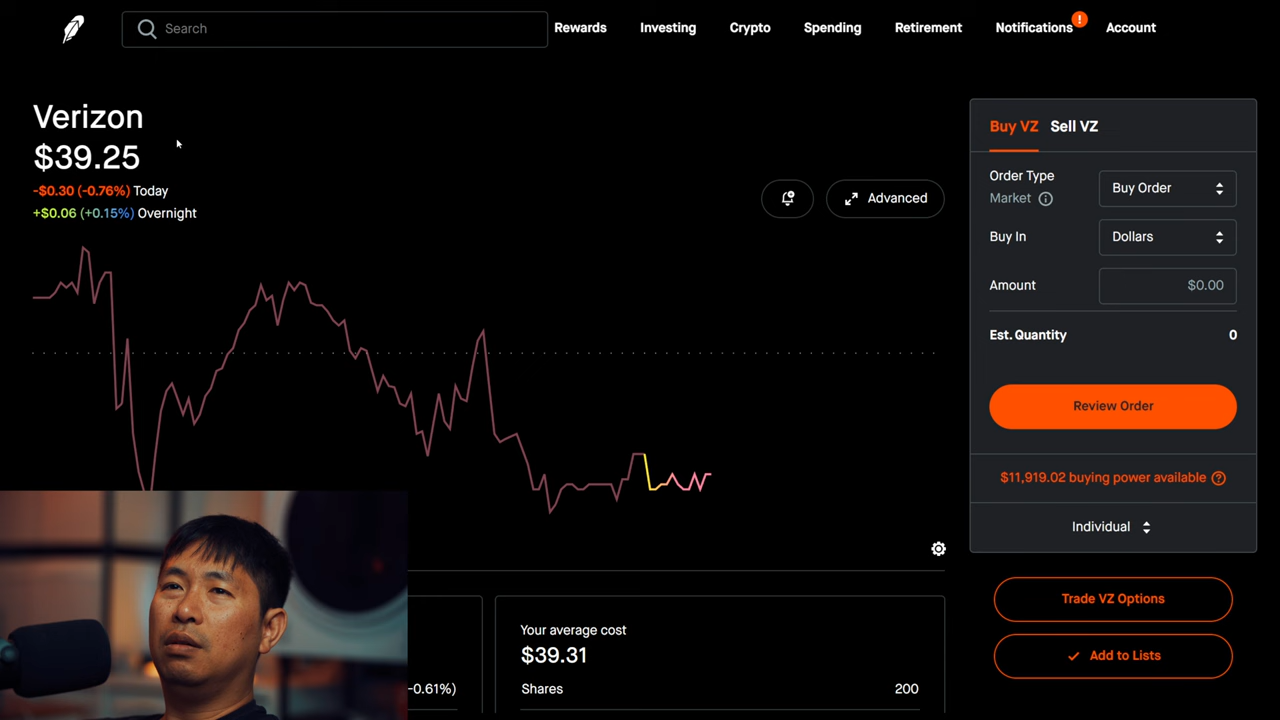 Search
Rewards
Investing
Crypto
Spending
Retirement
Notifications
!
Account
Verizon
$39.25
-$0.30 (-0.76%) Today
+$0.06 (+0.15%) Overnight
Advanced
Buy VZ
Sell VZ
Order Type
Market
Buy Order
Buy In
Dollars
Amount
$0.00
Est. Quantity
0
Review Order
$11,919.02 buying power available
Individual
Trade VZ Options
Add to Lists
-0.61%)
Your average cost
$39.31
Shares
200